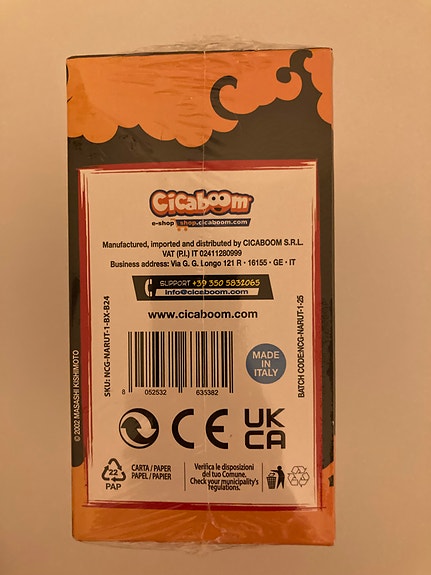 Cicaboom
e-shop shop.cicaboom.com
Manufactured, imported and distributed by CICABOOM S.R.L.
VAT (P.I.) IT 02411280999
Business address: Via G. G. Longo 121 R · 16155 · GE · IT
SUPPORT +39 350 5832065
info@cicaboom.com
www.cicaboom.com
SKU: NCG-NARUT-1-BX-B24
8 052532 635382
MADE IN
ITALY
BATCH CODE:NCG-NARUT-1-25
© 2002 MASASHI KISHIMOTO
CE
UK
CA
22
PAP
CARTA / PAPER
PAPEL / PAPIER
Verifica le disposizioni
del tuo Comune.
Check your municipality's
regulations.